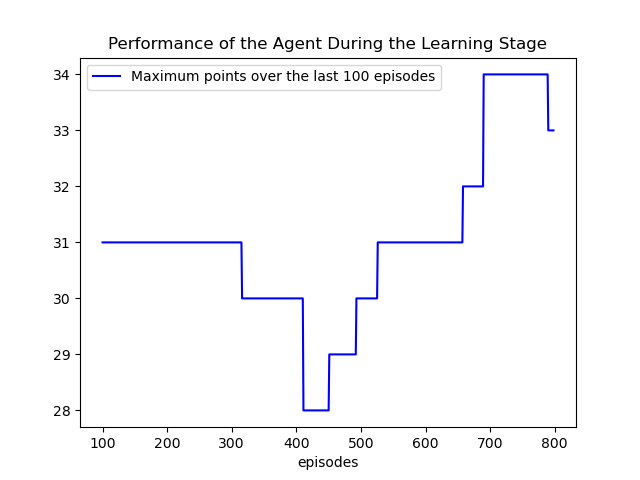 Performance of the Agent During the Learning Stage
Maximum points over the last 100 episodes
34
33
32
31
30
29
28
100 200 300 400 500 600 700 800
episodes